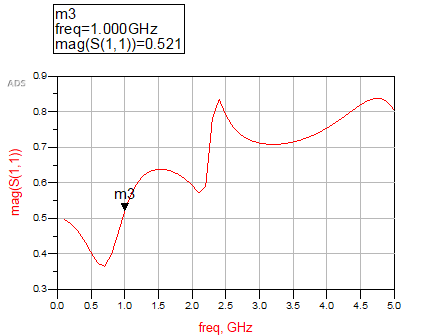 m3
freq=1.000GHz
mag(S(1,1))=0.521
ADS
0.9
0.8
0.7
0.6
0.5
0.4
0.3
mag(S(1,1))
m3
0.0 0.5 1.0 1.5 2.0 2.5 3.0 3.5 4.0 4.5 5.0
freq, GHz